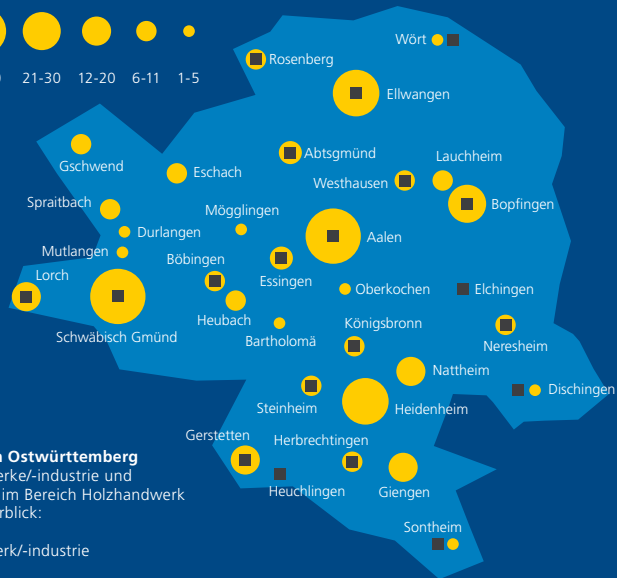 21-30 12-20 6-11 1-5
Wört
Rosenberg
Ellwangen
Abtsgmünd
Lauchheim
Gschwend
Eschach
Westhausen
Spraitbach
Mögglingen
Bopfingen
Durlangen
Aalen
Mutlangen
Böbingen
Lorch
Essingen
Oberkochen
Elchingen
Heubach
Königsbronn
Schwäbisch Gmünd
Bartholomä
Neresheim
Nattheim
Dischingen
Steinheim
Heidenheim
Gerstetten
Herbrechtingen
Ostwürttemberg
erke/-industrie und
im Bereich Holzhandwerk
rblick:
Heuchlingen
Giengen
Sontheim
erk/-industrie